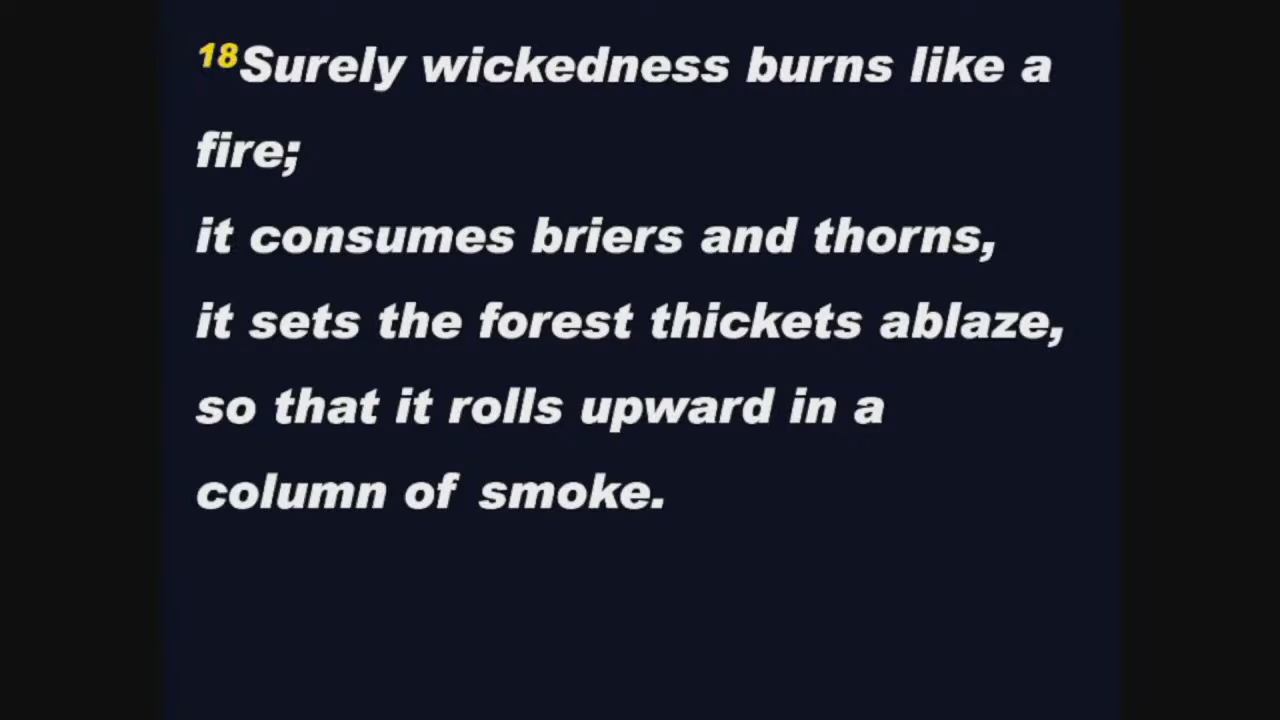 18Surely wickedness burns like a
fire;
it consumes briers and thorns,
it sets the forest thickets ablaze,
so that it rolls upward in a
column of smoke.